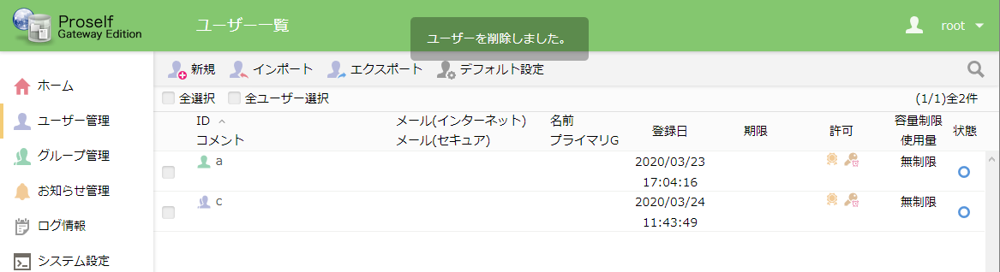 Proself
Gateway Edition
ユーザー一覧
ユーザーを削除しました。
root
新規
インポート
エクスポート
デフォルト設定
ホーム
ユーザー管理
グループ管理
お知らせ管理
ログ情報
システム設定
全選択
全ユーザー選択
(1/1)全2件
ID
コメント
メール(インターネット)
メール(セキュア)
名前
プライマリG
登録日
期限
許可
容量制限
使用量
状態
a
2020/03/23
17:04:16
無制限
c
2020/03/24
11:43:49
無制限